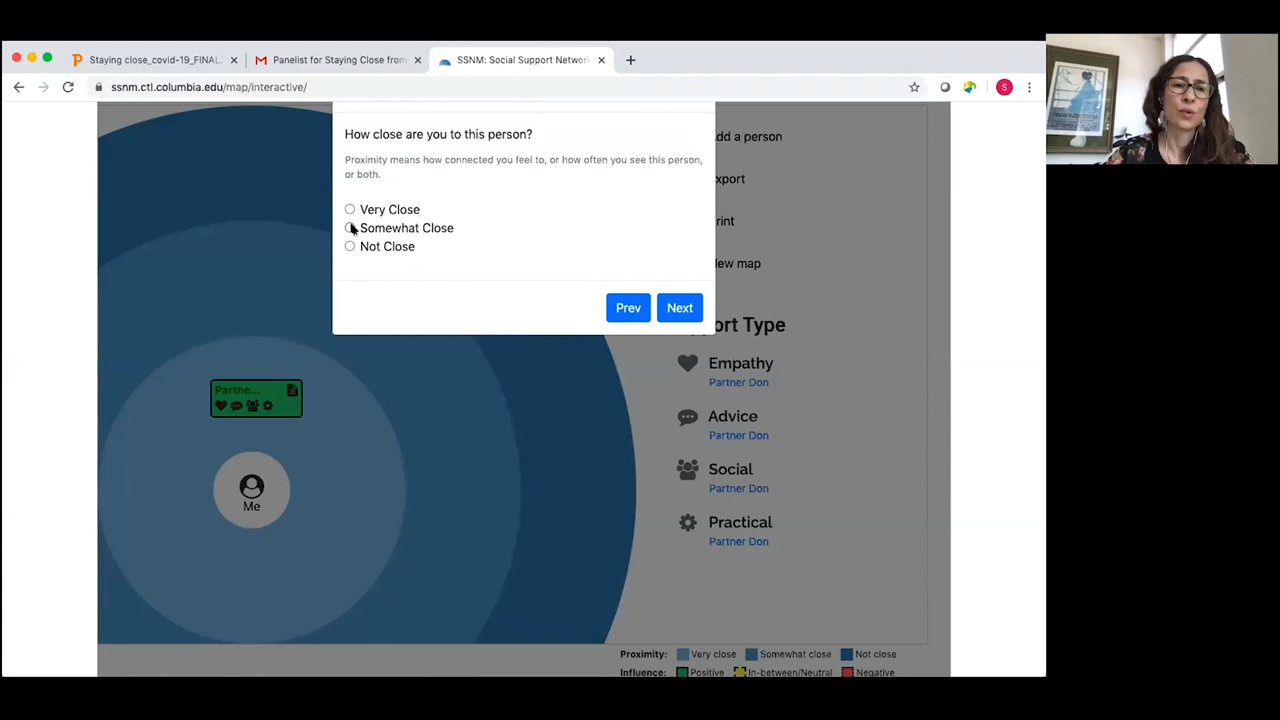 Staying close_covid-19_FINAL.
Panelist for Staying Close from
SSNM: Social Support Network
ssnm.ctl.columbia.edu/map/interactive/
S
How close are you to this person?
Proximity means how connected you feel to, or how often you see this person,
or both.
Very Close
Somewhat Close
Not Close
Prev
Next
dd a person
xport
rint
ew map
ort Type
Empathy
Partner Don
Advice
Partner Don
Social
Partner Don
Practical
Partner Don
Partne...
Me
Proximity: Very close Somewhat close Not close
Influence: Positive In-between/Neutral Negative